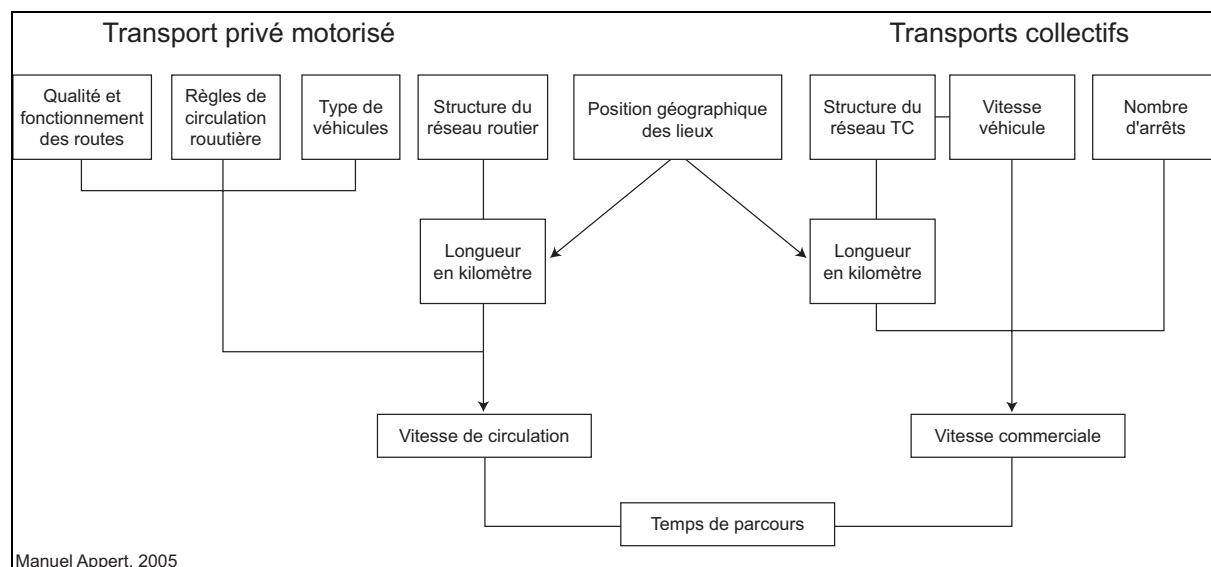 Transport privé motorisé
Transports collectifs
Qualité et
fonctionnement
des routes
Règles de
circulation
rouutière
Type de
véhicules
Structure du
réseau routier
Position géographique
des lieux
Structure du
réseau TC
Vitesse
véhicule
Nombre
d'arrêts
Longueur
en kilomètre
Longueur
en kilomètre
Vitesse de circulation
Vitesse commerciale
Temps de parcours
Manuel Appert, 2005